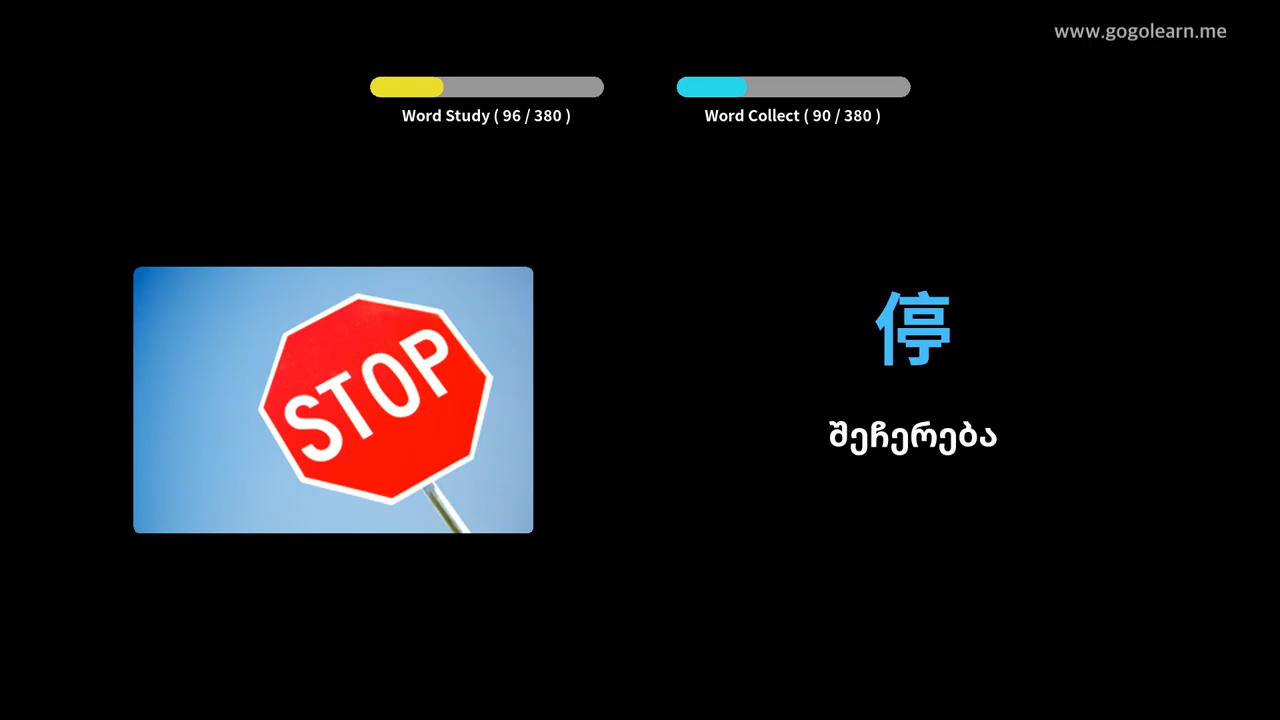 www.gogolearn.me
Word Study ( 96 / 380 )
Word Collect ( 90 / 380 )
STOP
停
შეჩერება